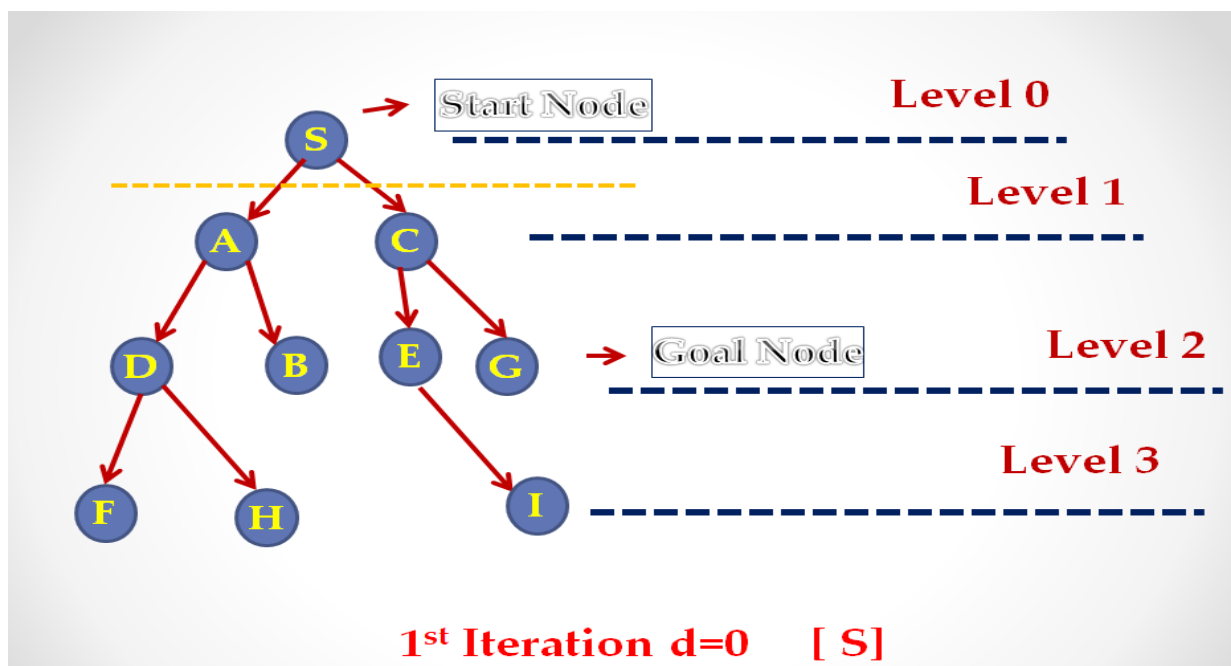 Start Node
Level 0
S
Level 1
A
C
D
B
E
G
Goal Node
Level 2
Level 3
F
H
I
1st Iteration d=0 [ S]